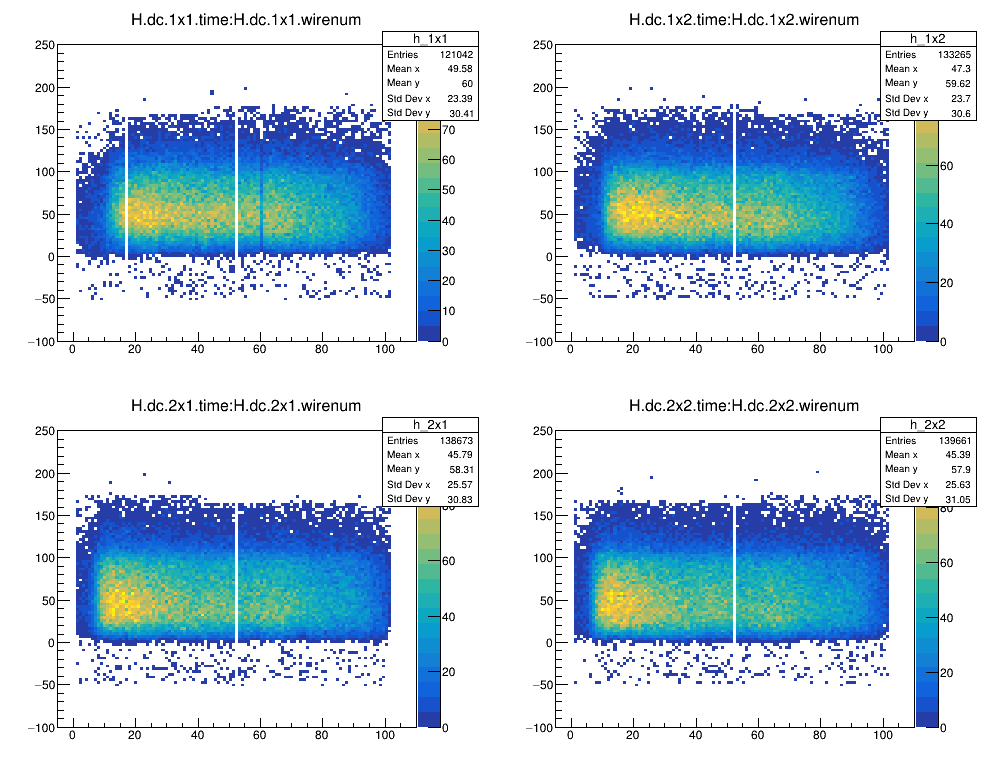 H.dc.1x1.time:H.dc.1x1.wirenum
h_1x1
Entries 121042
Mean x 49.58
Mean y 60
Std Dev x 23.39
Std Dev y 30.41
250
200
150
100
50
0
−50
−100
0 20 40 60 80 100
70
60
50
40
30
20
10
0
H.dc.1x2.time:H.dc.1x2.wirenum
h_1x2
Entries 133265
Mean x 47.3
Mean y 59.62
Std Dev x 23.7
Std Dev y 30.6
250
200
150
100
50
0
−50
−100
0 20 40 60 80 100
60
40
20
0
H.dc.2x1.time:H.dc.2x1.wirenum
h_2x1
Entries 138673
Mean x 45.79
Mean y 58.31
Std Dev x 25.57
Std Dev y 30.83
250
200
150
100
50
0
−50
−100
0 20 40 60 80 100
80
60
40
20
0
H.dc.2x2.time:H.dc.2x2.wirenum
h_2x2
Entries 139661
Mean x 45.39
Mean y 57.9
Std Dev x 25.63
Std Dev y 31.05
250
200
150
100
50
0
−50
−100
0 20 40 60 80 100
80
60
40
20
0